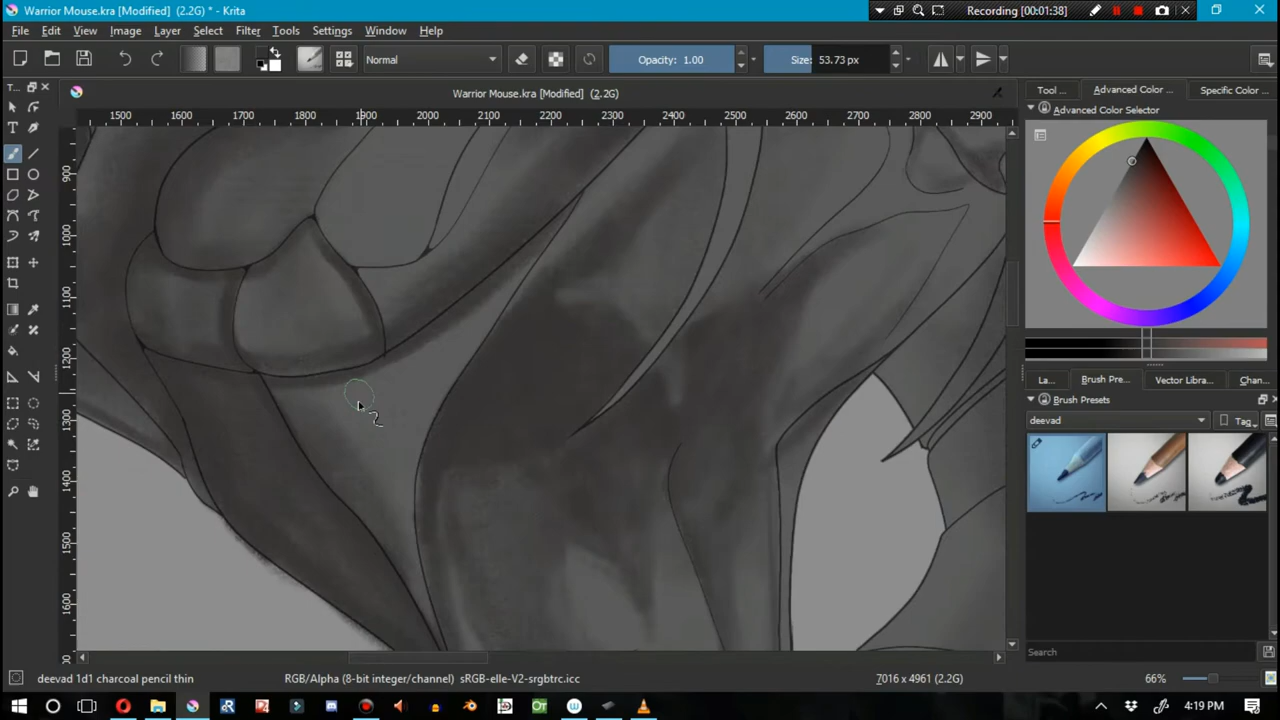 Warrior Mouse.kra [Modified] (2.2G) * - Krita
Recording [00:01:38]
File Edit View Image Layer Select Filter Tools Settings Window Help
Normal
Opacity: 1.00
Size: 53.73 px
T...
Warrior Mouse.kra [Modified] (2.2G)
Tool ...
Advanced Color ...
Specific Color ...
1500 1600 1700 1800 1900 2000 2100 2200 2300 2400 2500 2600 2700 2800 2900
Advanced Color Selector
900
1000
1100
1200
1300
1400
1500
1600
La...
Brush Pre...
Vector Libra...
Chan...
Brush Presets
deevad
Tag
Search
deevad 1d1 charcoal pencil thin
RGB/Alpha (8-bit integer/channel) sRGB-elle-V2-srgbtrc.icc
7016 x 4961 (2.2G)
66%
4:19 PM